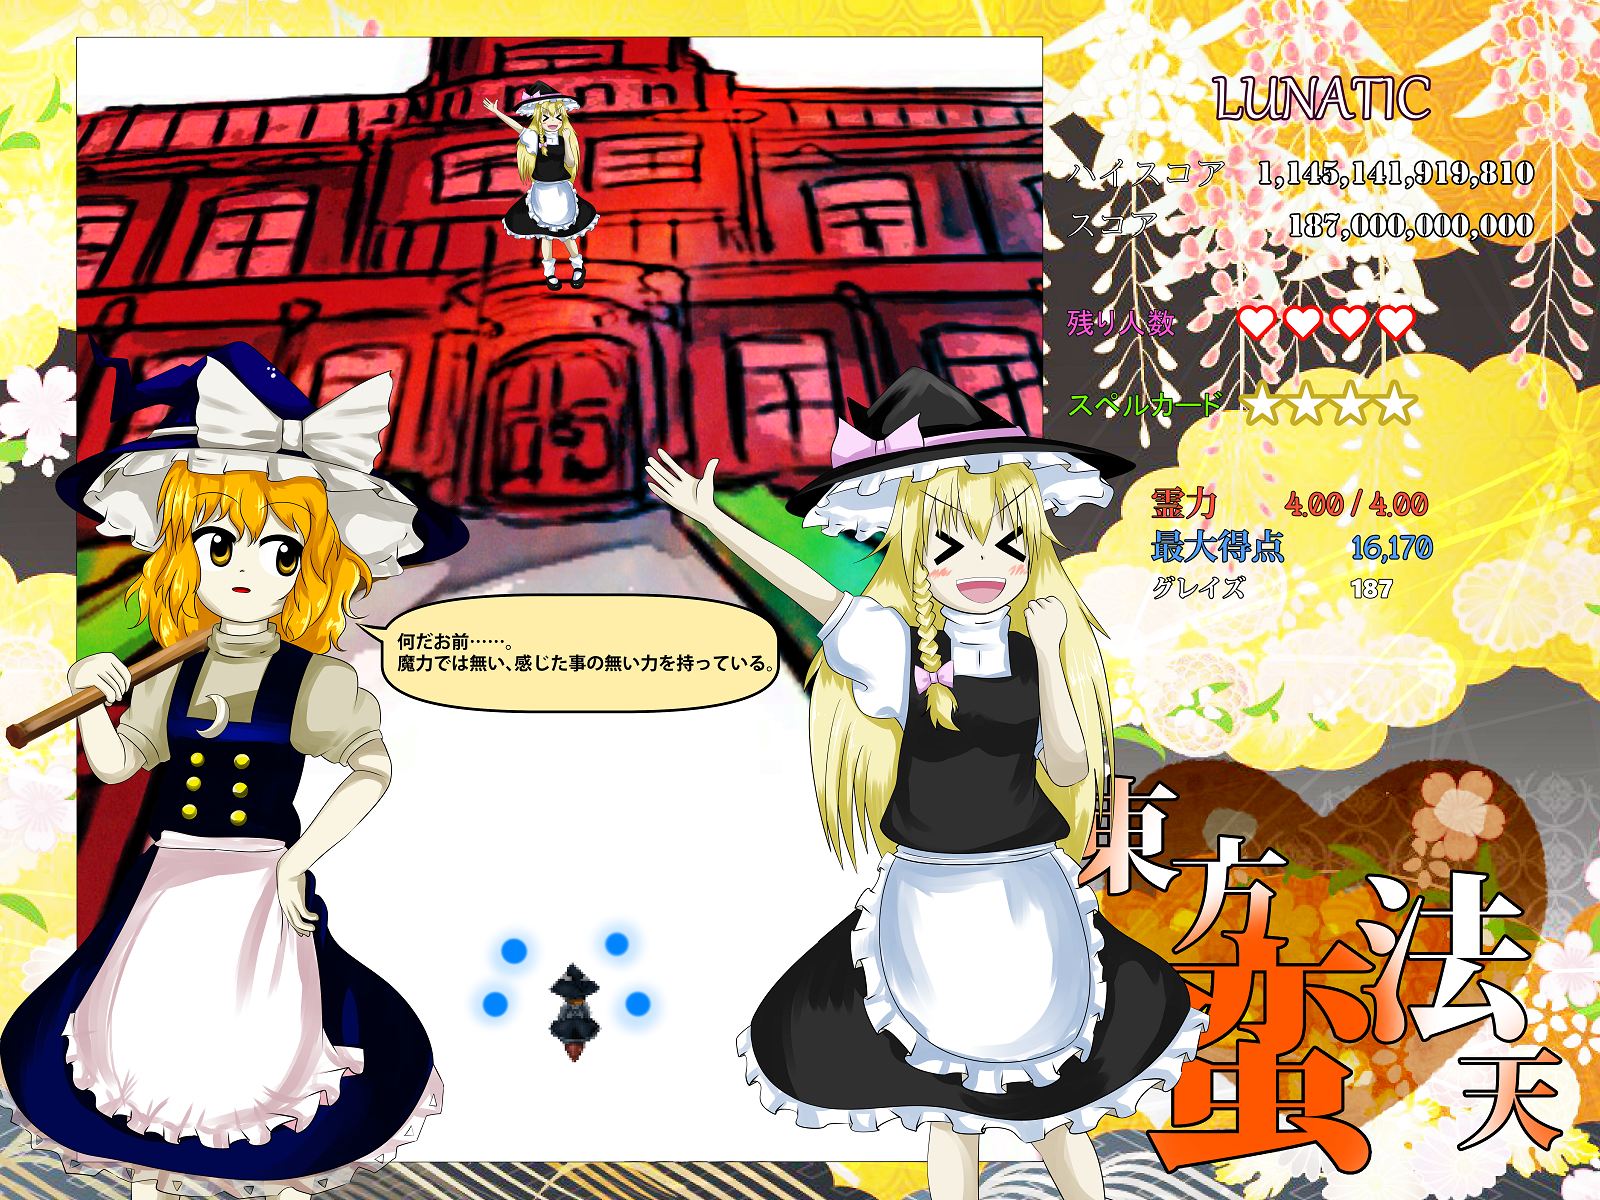 LUNATIC
ハイスコア 1,145,141,919,810
スコア 187,000,000,000
残り人数
スペルカード
霊力 4.00 / 4.00
最大得点 16,170
グレイズ 187
何だお前……。
魔力では無い、感じた事の無い力を持っている。
東方蛮法天